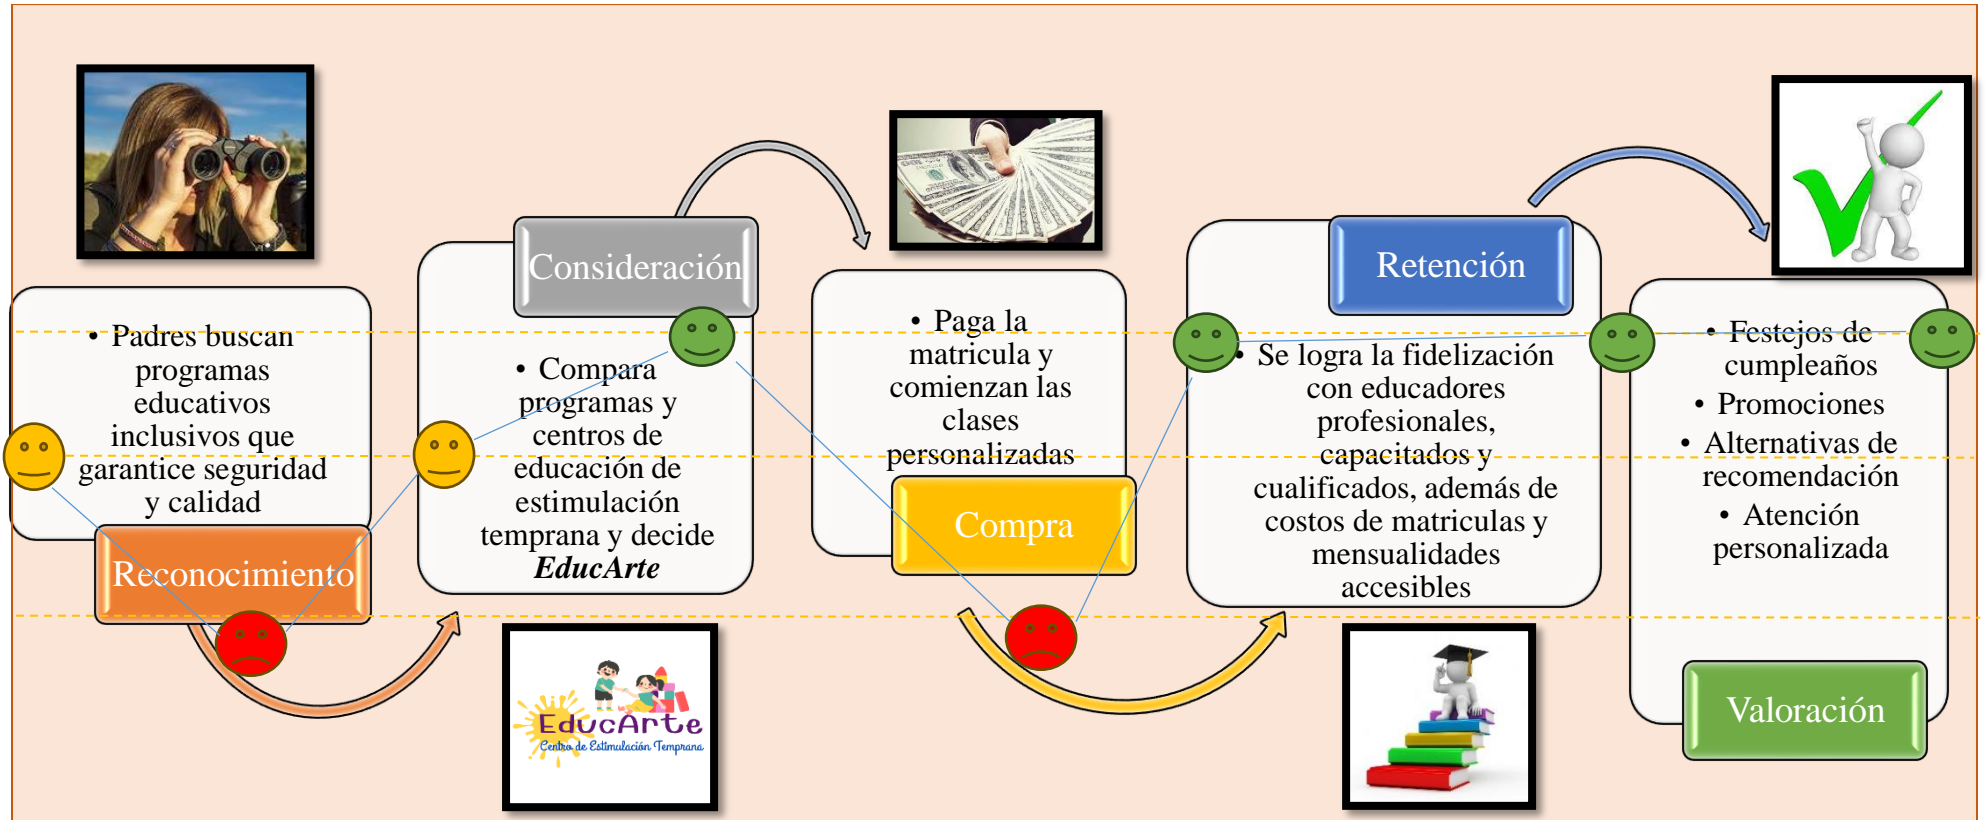 • Padres buscan
programas
educativos
inclusivos que
garantice seguridad
y calidad
Reconocimiento
Consideración
• Compara
programas y
centros de
educación de
estimulación
temprana y decide
EducArte
EducArte
Centro de Estimulación Temprana
• Paga la
matricula y
comienzan las
clases
personalizadas
Compra
Retención
• Se logra la fidelización
con educadores
profesionales,
capacitados y
cualificados, además de
costos de matriculas y
mensualidades
accesibles
• Festejos de
cumpleaños
• Promociones
• Alternativas de
recomendación
• Atención
personalizada
Valoración